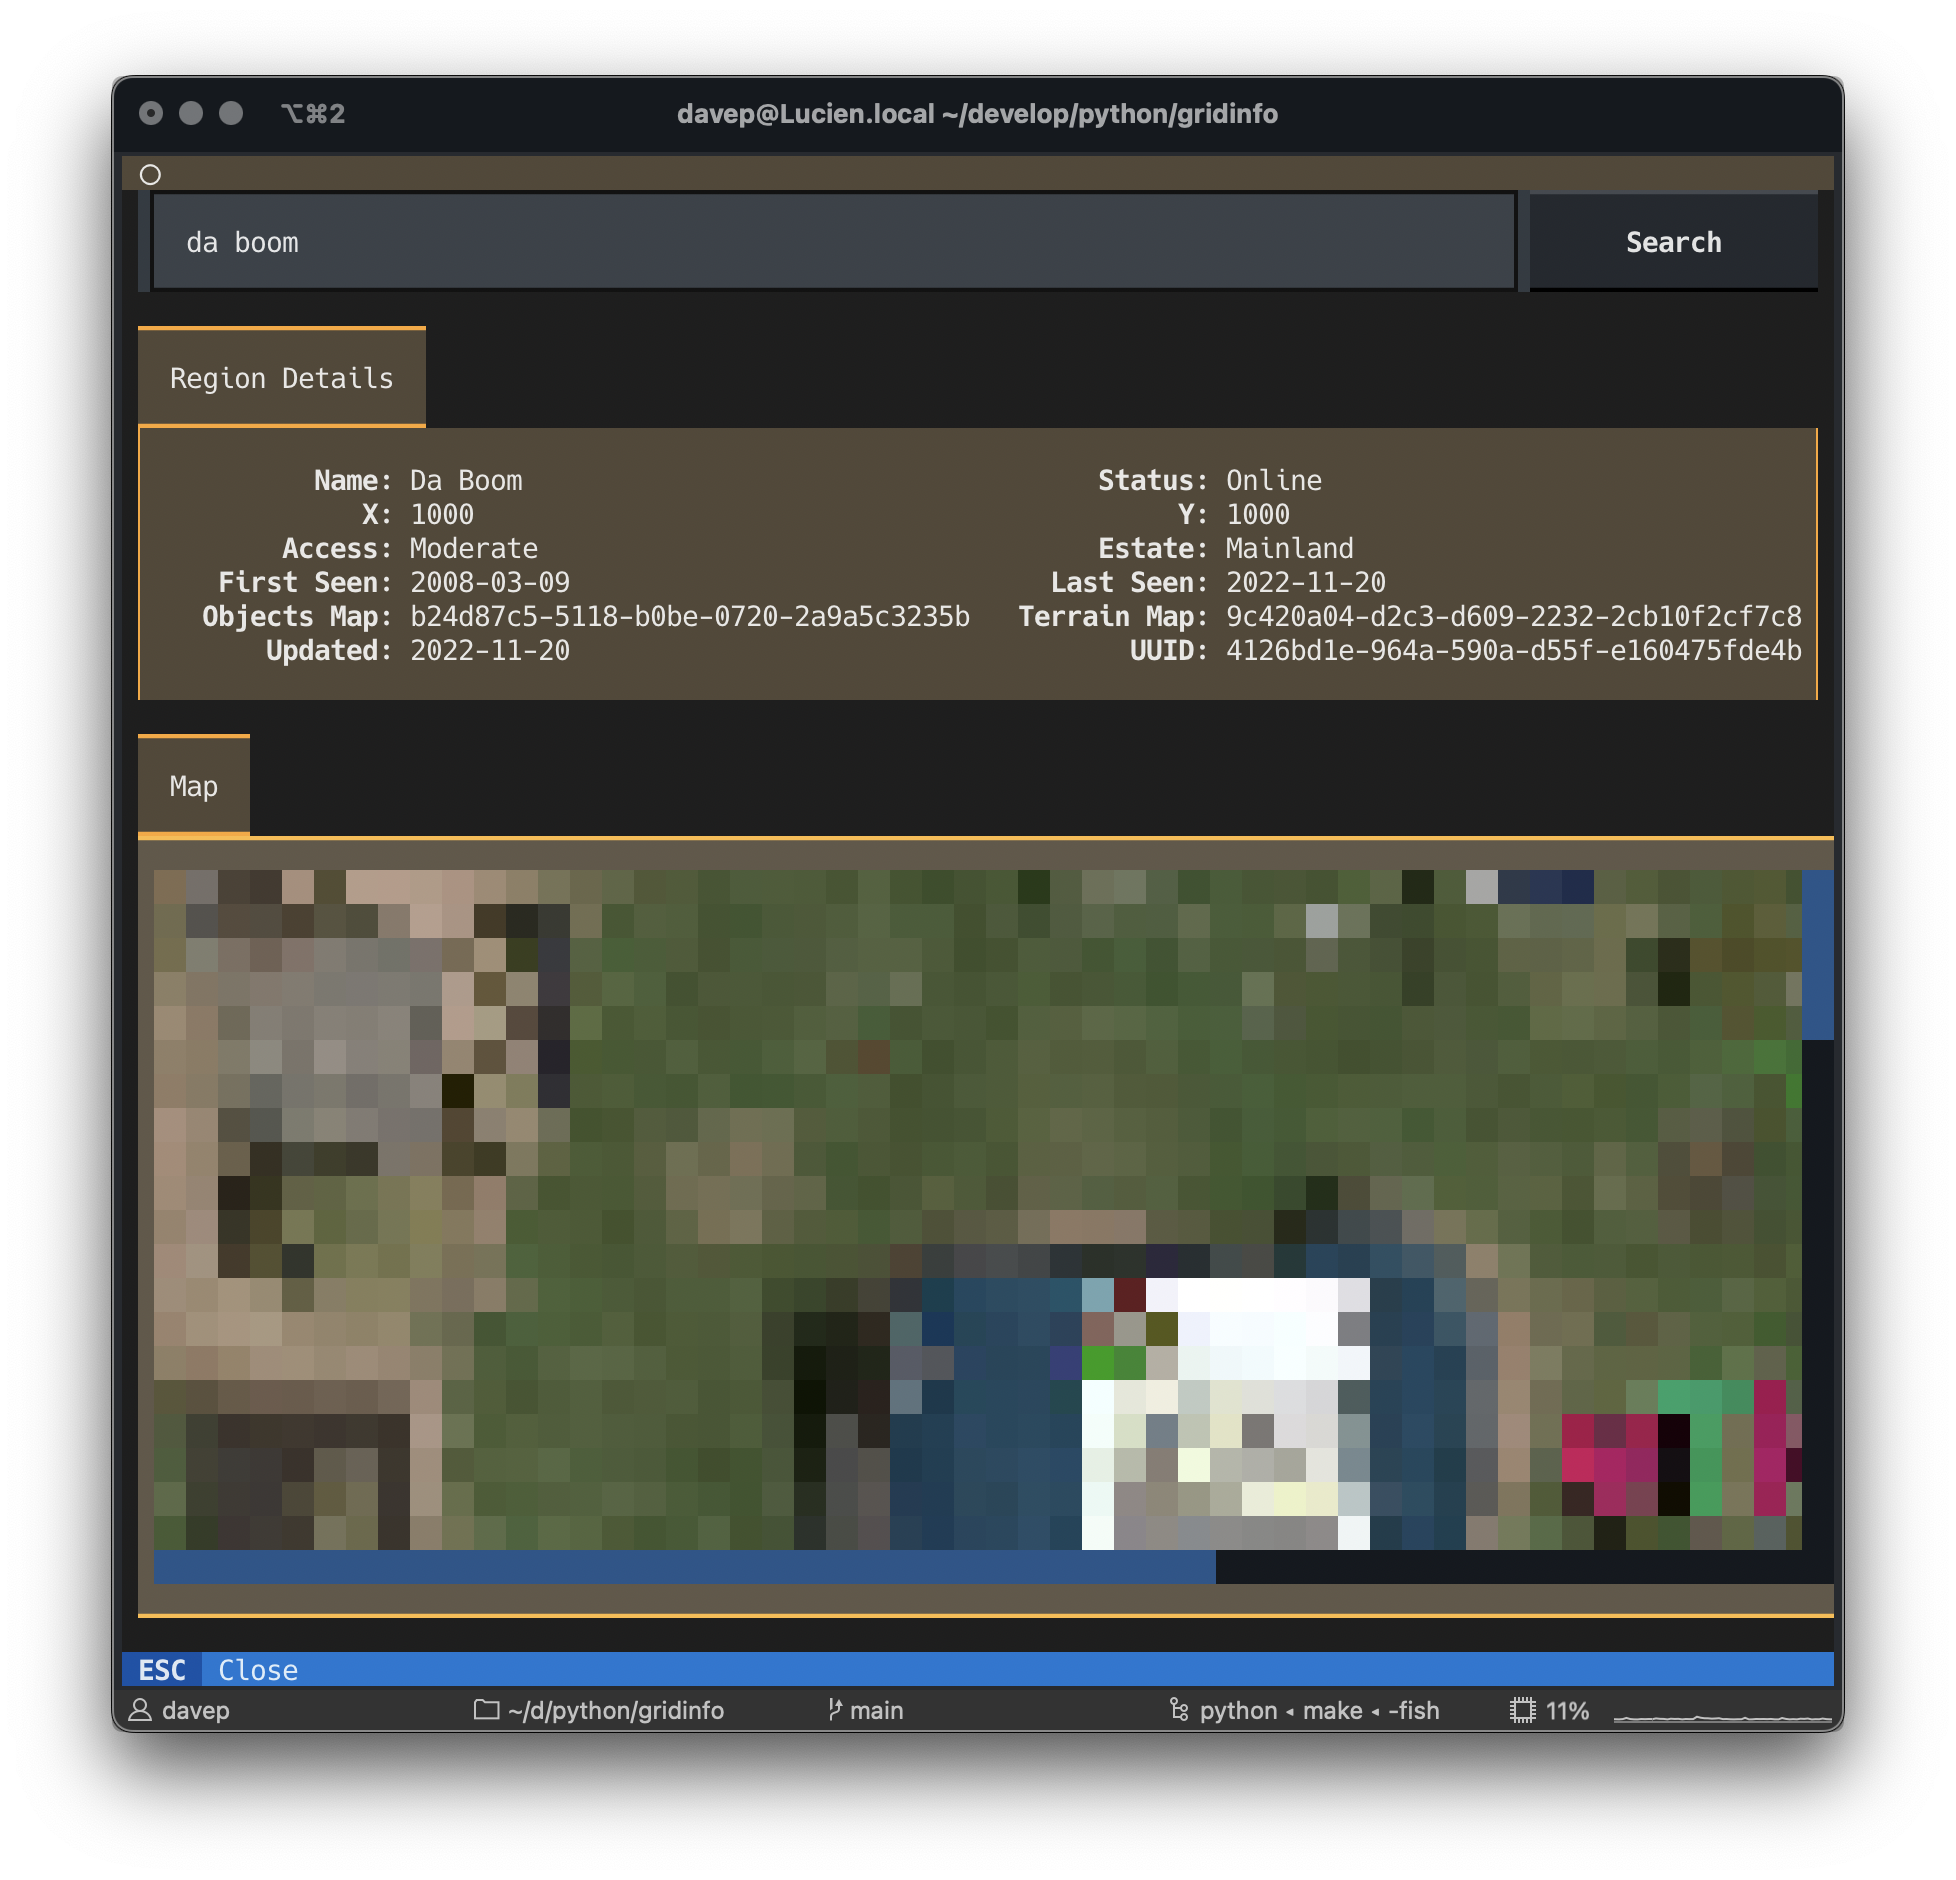 ⌥⌘2 davep@Lucien.local ~/develop/python/gridinfo
da boom Search
Region Details
Name: Da Boom Status: Online
X: 1000 Y: 1000
Access: Moderate Estate: Mainland
First Seen: 2008-03-09 Last Seen: 2022-11-20
Objects Map: b24d87c5-5118-b0be-0720-2a9a5c3235b Terrain Map: 9c420a04-d2c3-d609-2232-2cb10f2cf7c8
Updated: 2022-11-20 UUID: 4126bd1e-964a-590a-d55f-e160475fde4b
Map
ESC Close
davep ~/d/python/gridinfo main python ◂ make ◂ -fish 11%